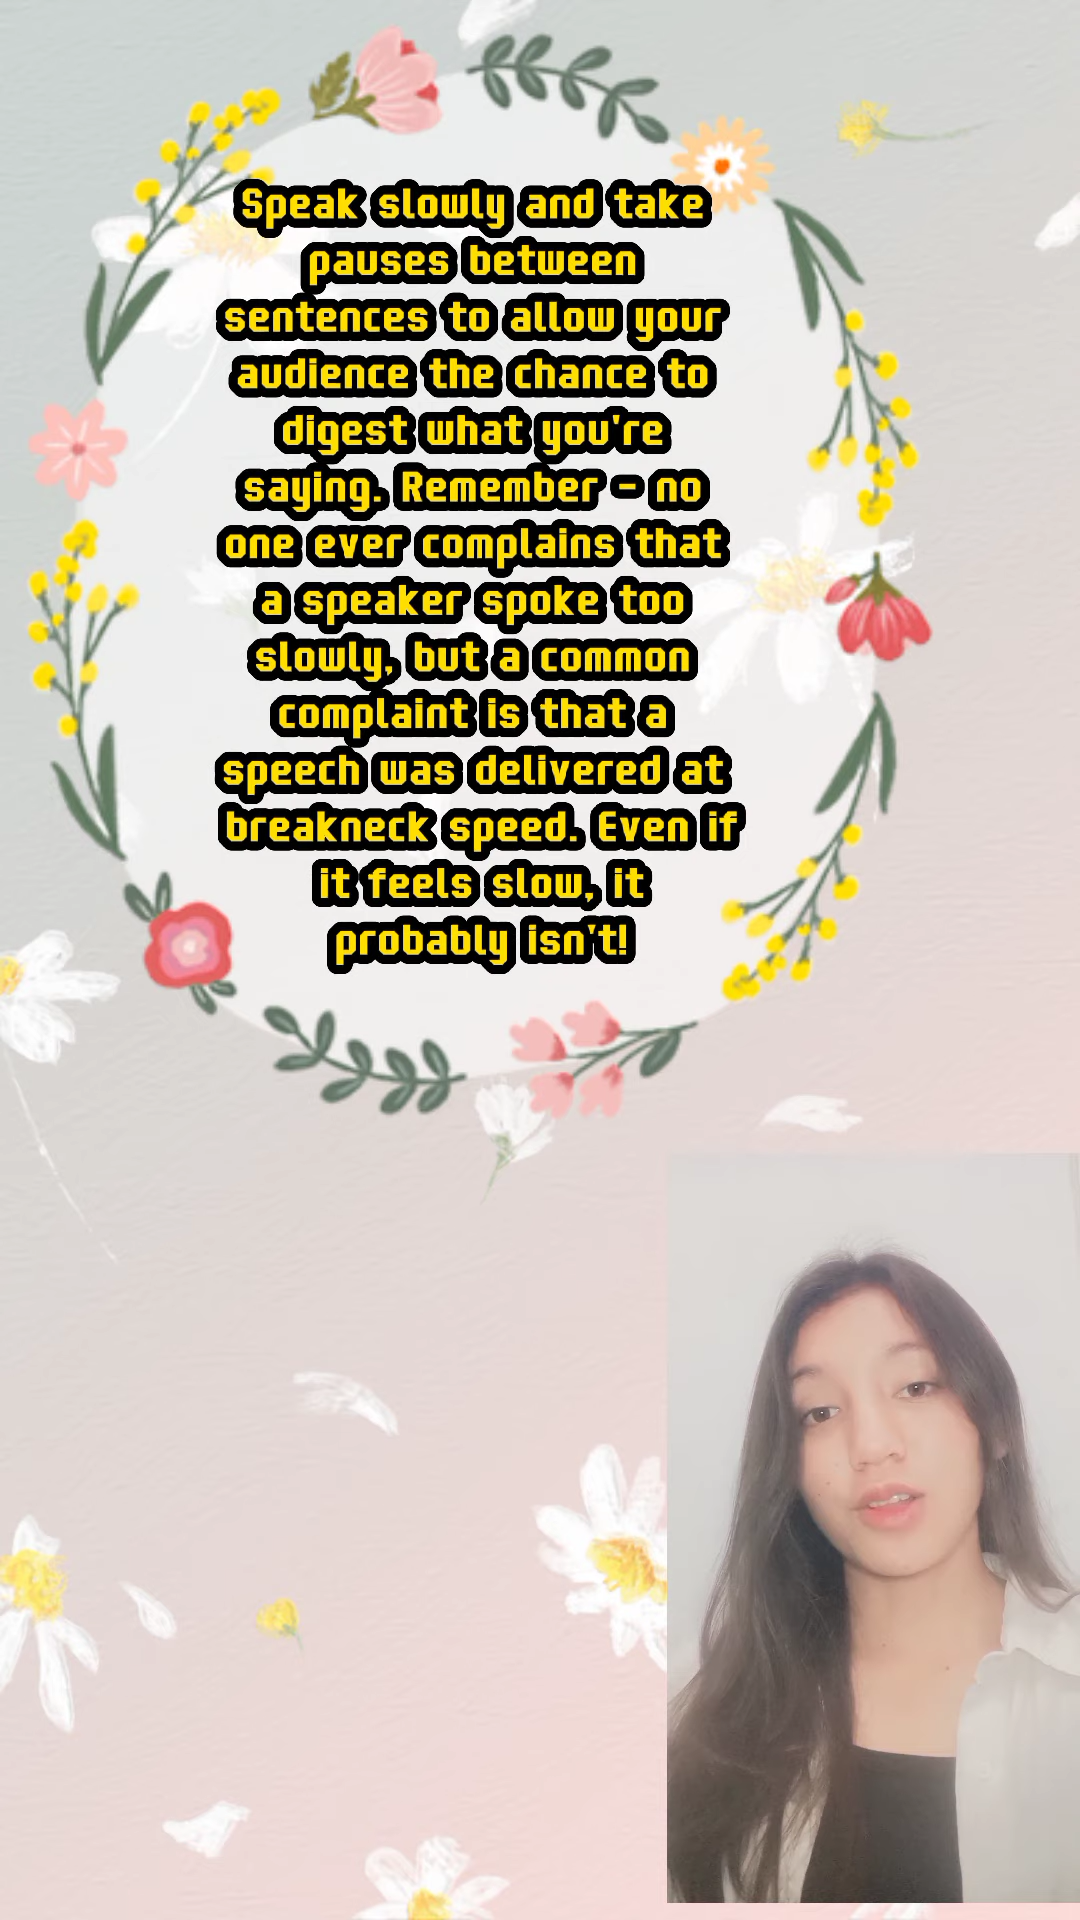 Speak slowly and take
pauses between
sentences to allow your
audience the chance to
digest what you're
saying. Remember - no
one ever complains that
a speaker spoke too
slowly, but a common
complaint is that a
speech was delivered at
breakneck speed. Even if
it feels slow, it
probably isn't!